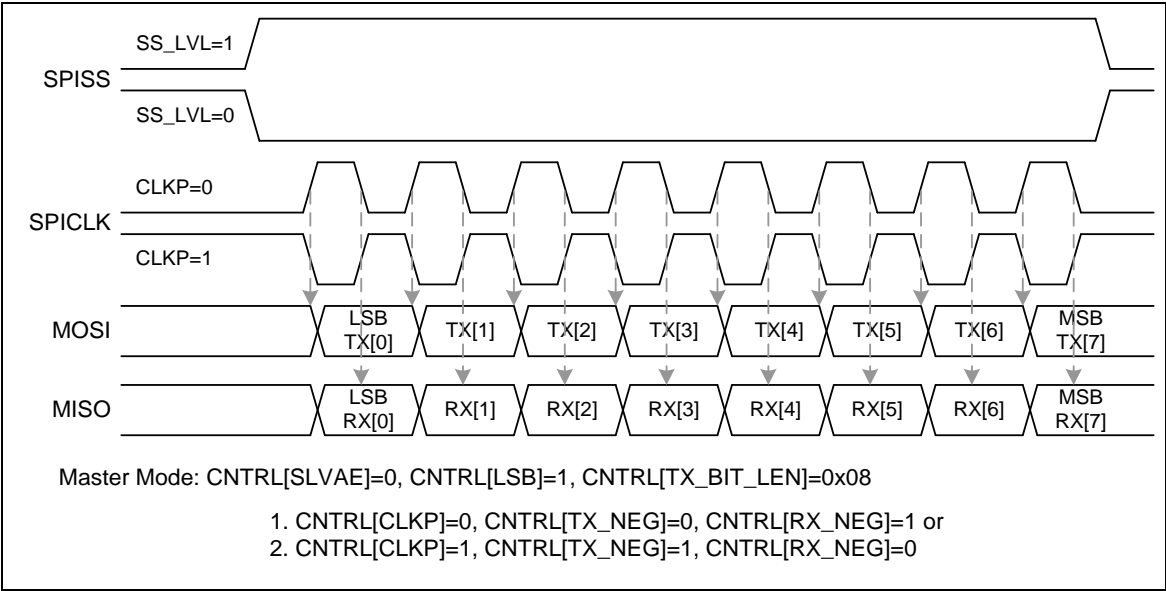 SS_LVL=1
SPISS
SS_LVL=0
CLKP=0
SPICLK
CLKP=1
MOSI
LSB
TX[0]
TX[1]
TX[2]
TX[3]
TX[4]
TX[5]
TX[6]
MSB
TX[7]
MISO
LSB
RX[0]
RX[1]
RX[2]
RX[3]
RX[4]
RX[5]
RX[6]
MSB
RX[7]
Master Mode: CNTRL[SLVAE]=0, CNTRL[LSB]=1, CNTRL[TX_BIT_LEN]=0x08
1. CNTRL[CLKP]=0, CNTRL[TX_NEG]=0, CNTRL[RX_NEG]=1 or
2. CNTRL[CLKP]=1, CNTRL[TX_NEG]=1, CNTRL[RX_NEG]=0